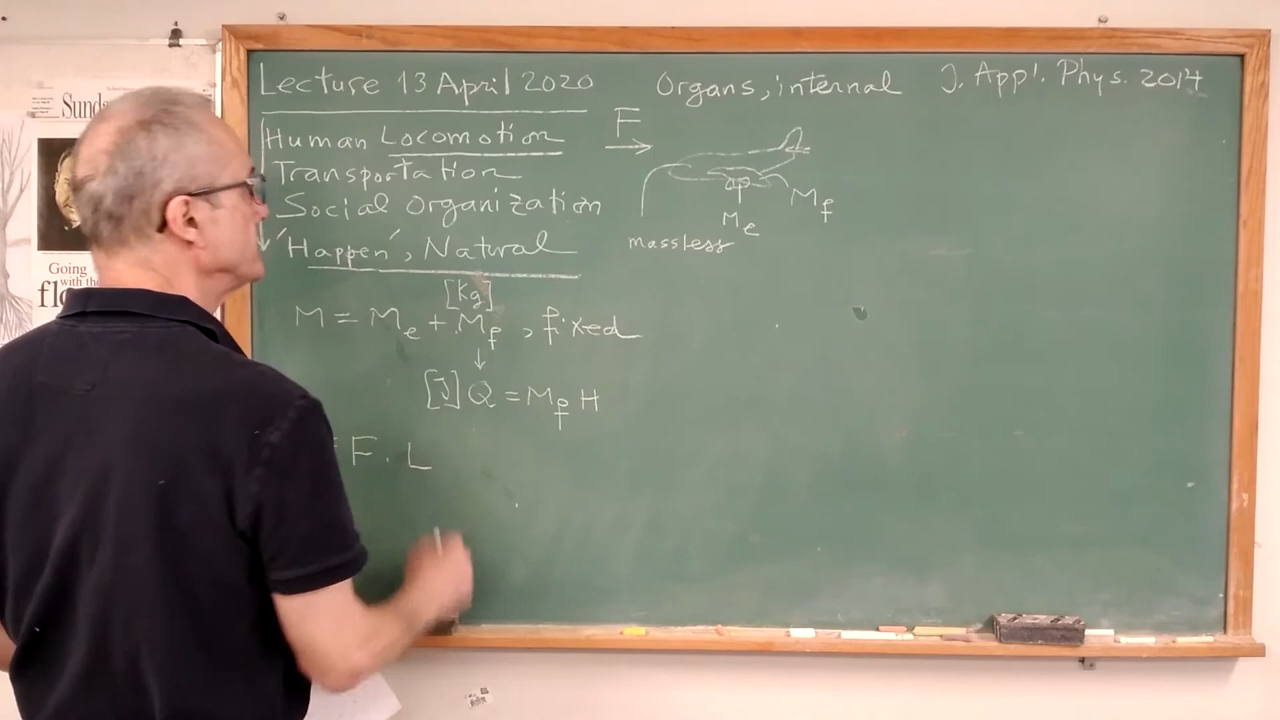 Lecture 13 April 2020
Organs, internal
J. Appl. Phys. 2014
Human Locomotion
Transportation
Social Organization
'Happen', Natural
F
Me
Mf
massless
[Kg]
M = Me + Mf, fixed
[J] Q = Mf H
F. L
Sunda
Going
with the
flo